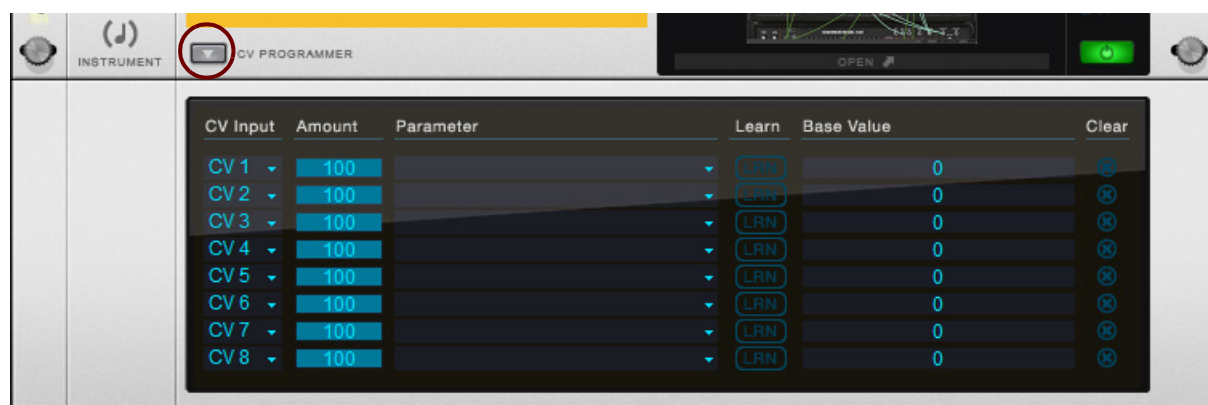 INSTRUMENT
CV PROGRAMMER
OPEN
CV Input Amount Parameter Learn Base Value Clear
CV 1 100 LRN 0
CV 2 100 LRN 0
CV 3 100 LRN 0
CV 4 100 LRN 0
CV 5 100 LRN 0
CV 6 100 LRN 0
CV 7 100 LRN 0
CV 8 100 LRN 0